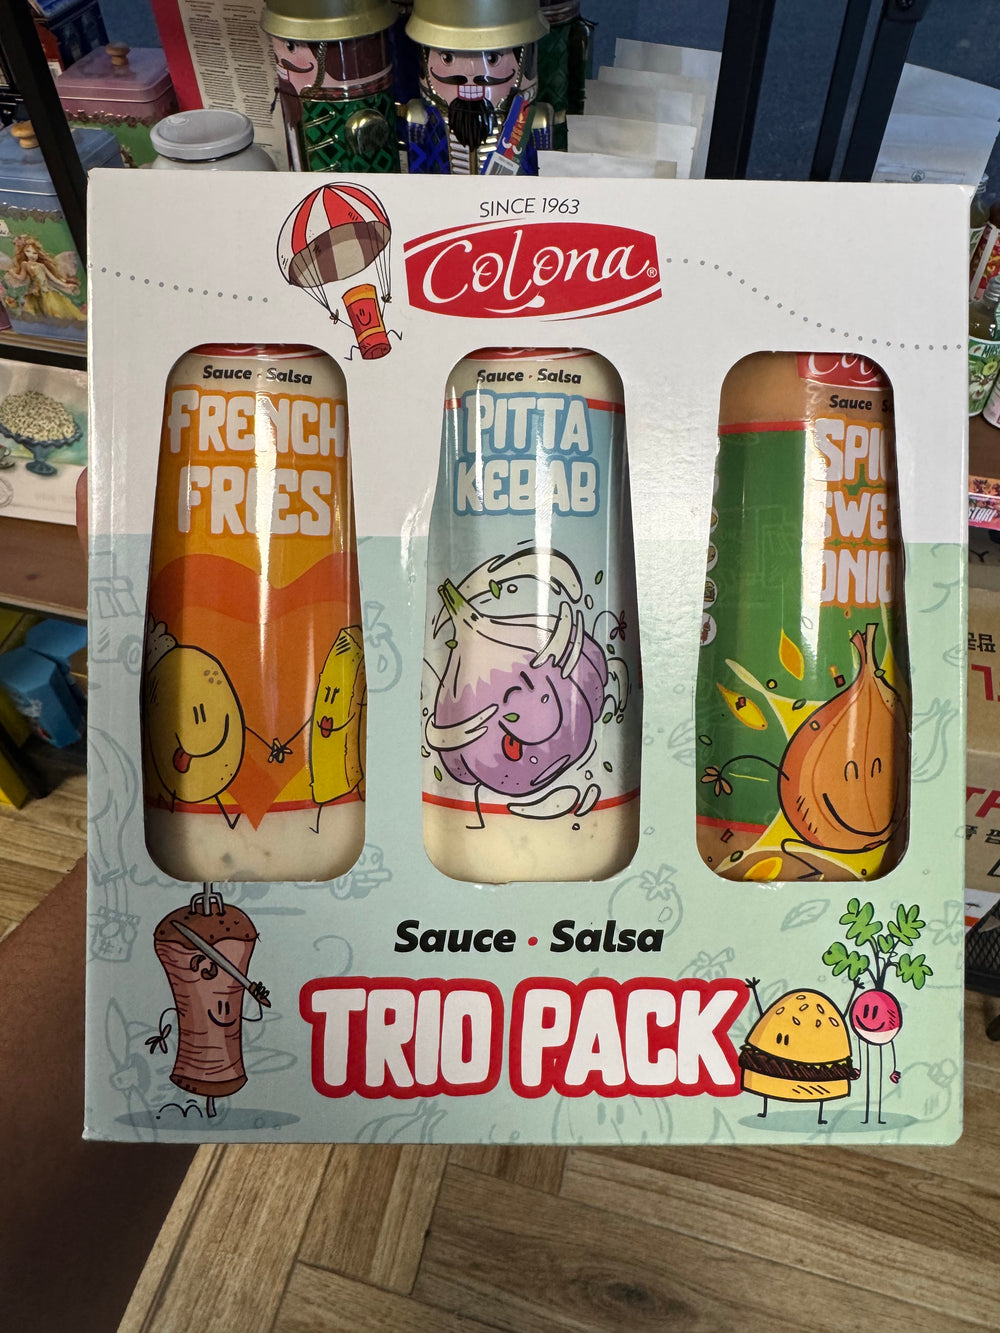 SINCE 1963
Colona®
Sauce · Salsa
FRENCH
FRIES
Sauce · Salsa
PITTA
KEBAB
Sauce
Sauce • Salsa
TRIO PACK